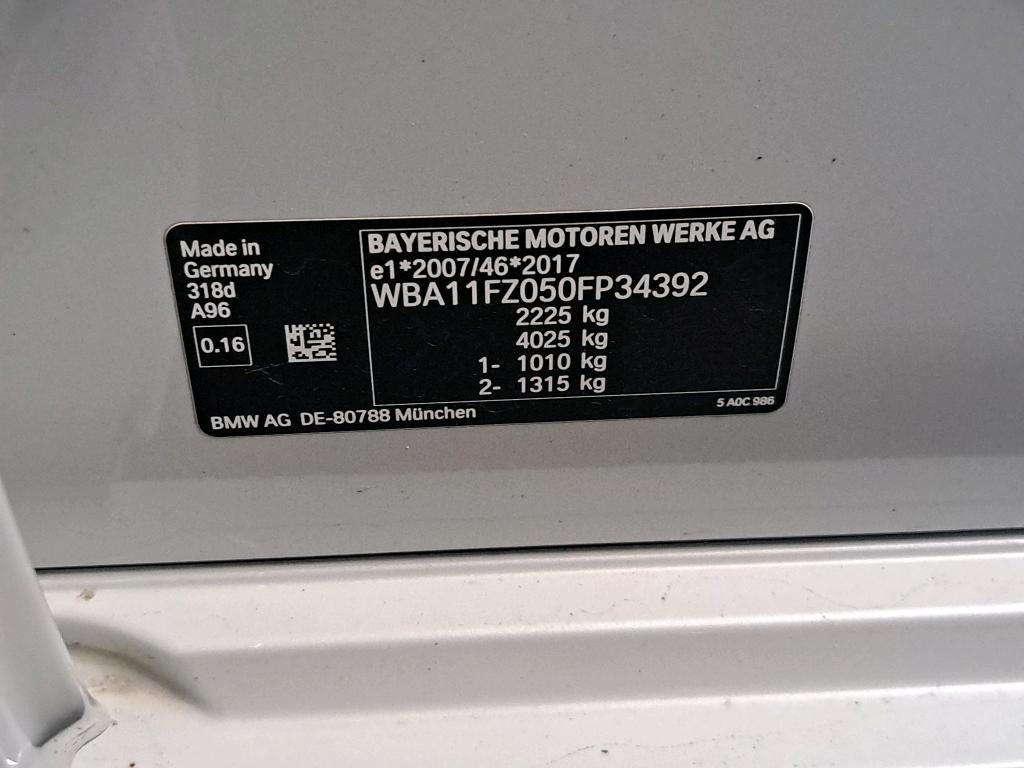 Made in
Germany
318d
A96
0.16
BAYERISCHE MOTOREN WERKE AG
e1*2007/46*2017
WBA11FZ050FP34392
2225 kg
4025 kg
1- 1010 kg
2- 1315 kg
5 A0C 986
BMW AG DE-80788 München